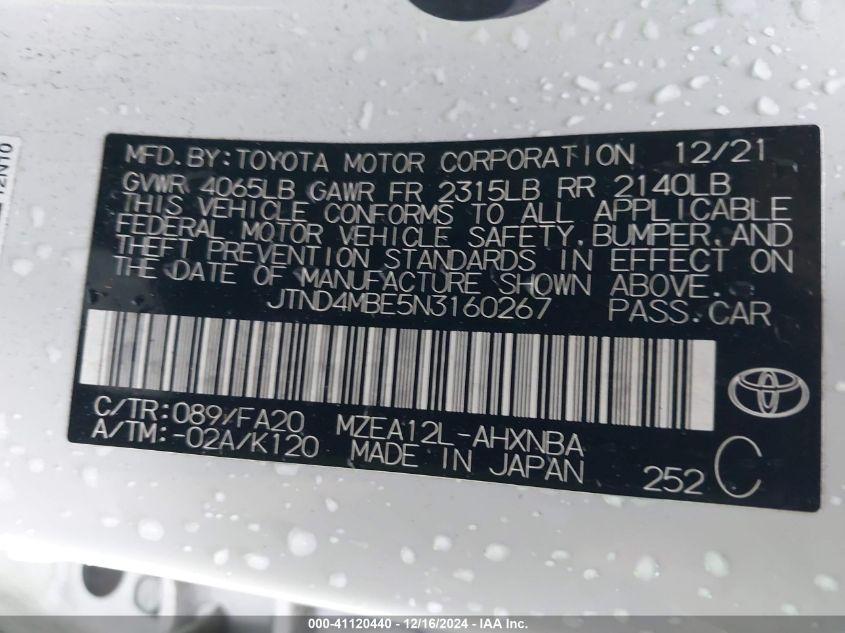 MFD.BY:TOYOTA MOTOR CORPORATION 12/21
GVWR 4065LB GAWR FR 2315LB RR 2140LB
THIS VEHICLE CONFORMS TO ALL APPLICABLE
FEDERAL MOTOR VEHICLE SAFETY,BUMPER,AND
THEFT PREVENTION STANDARDS IN EFFECT ON
THE DATE OF MANUFACTURE SHOWN ABOVE.
JTND4MBE5N3160267 PASS.CAR
C/TR:089/FA20 MZEA12L-AHXNBA
A/TM:-02A/K120 MADE IN JAPAN 252 C
12N10
000-41120440 - 12/16/2024 - IAAI Inc.